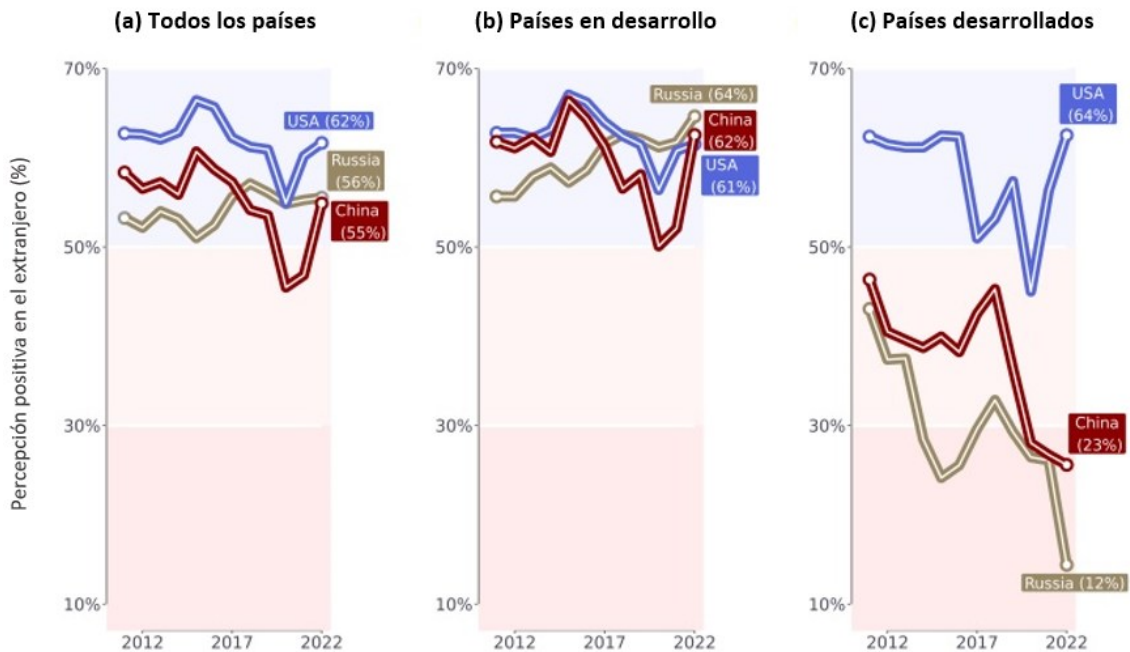 (a) Todos los países
(b) Países en desarrollo
(c) Países desarrollados
Percepción positiva en el extranjero (%)
70%
50%
30%
10%
USA (62%)
Russia
(56%)
China
(55%)
2012
2017
2022
70%
50%
30%
10%
Russia (64%)
China
(62%)
USA
(61%)
2012
2017
2022
70%
50%
30%
10%
USA
(64%)
China
(23%)
Russia (12%)
2012
2017
2022